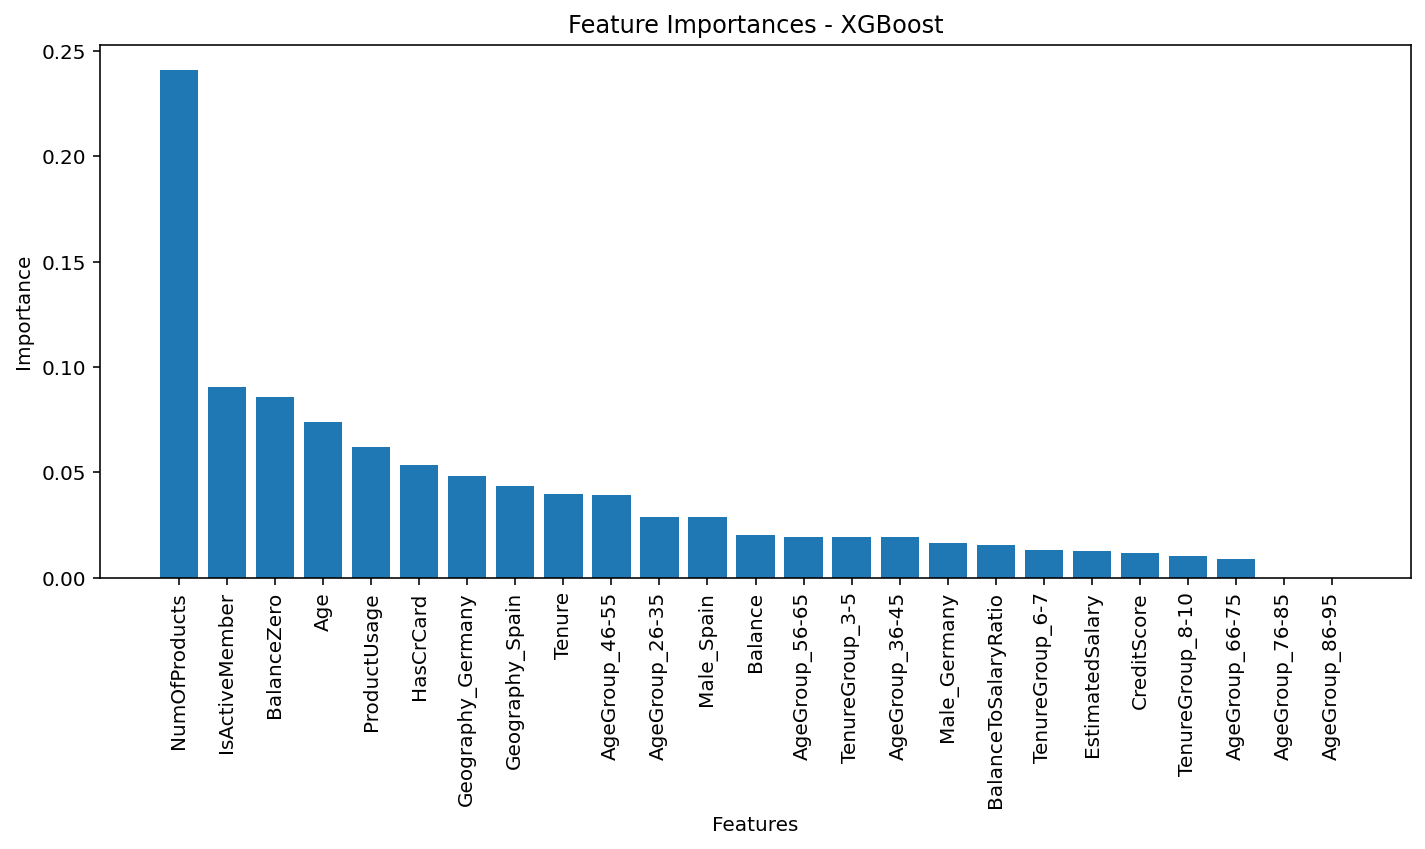 Feature Importances - XGBoost
Importance
0.25
0.20
0.15
0.10
0.05
0.00
NumOfProducts
IsActiveMember
BalanceZero
Age
ProductUsage
HasCrCard
Geography_Germany
Geography_Spain
Tenure
AgeGroup_46-55
AgeGroup_26-35
Male_Spain
Balance
AgeGroup_56-65
TenureGroup_3-5
AgeGroup_36-45
Male_Germany
BalanceToSalaryRatio
TenureGroup_6-7
EstimatedSalary
CreditScore
TenureGroup_8-10
AgeGroup_66-75
AgeGroup_76-85
AgeGroup_86-95
Features